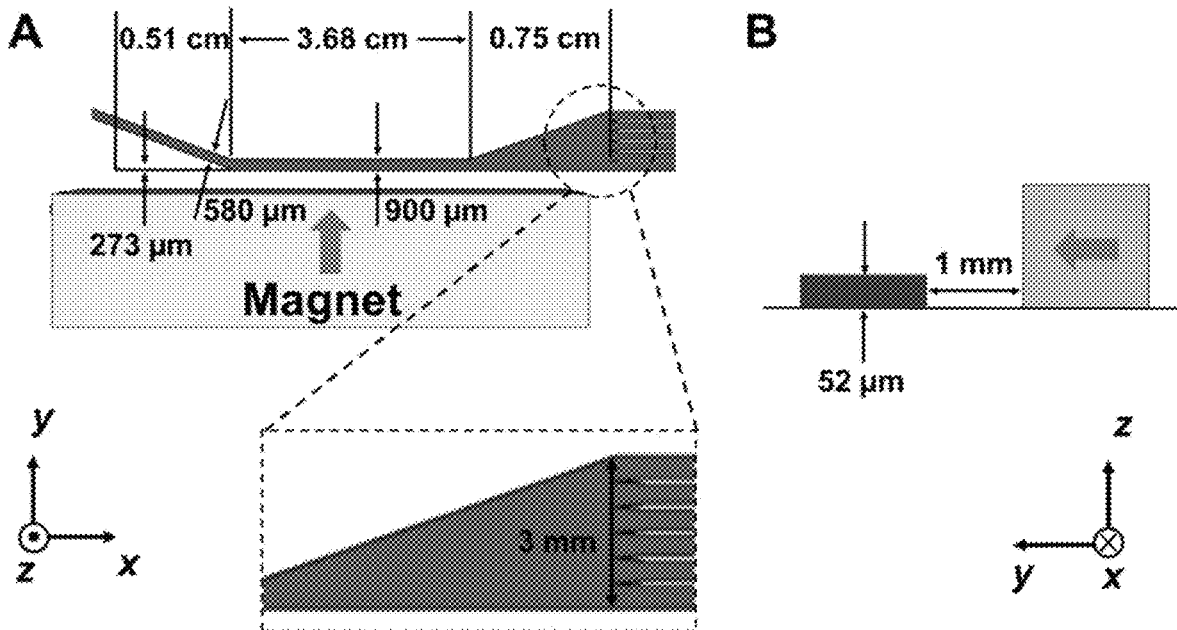 A
0.51 cm
3.68 cm
0.75 cm
B
580 µm
900 µm
273 µm
Magnet
1 mm
52 µm
y
z
x
3 mm
z
y
x